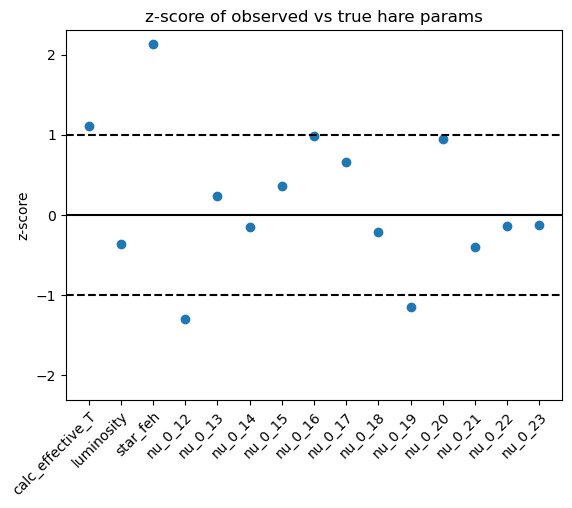 z-score of observed vs true hare params
z-score
2
1
0
−1
−2
calc_effective_T
luminosity
star_feh
nu_0_12
nu_0_13
nu_0_14
nu_0_15
nu_0_16
nu_0_17
nu_0_18
nu_0_19
nu_0_20
nu_0_21
nu_0_22
nu_0_23